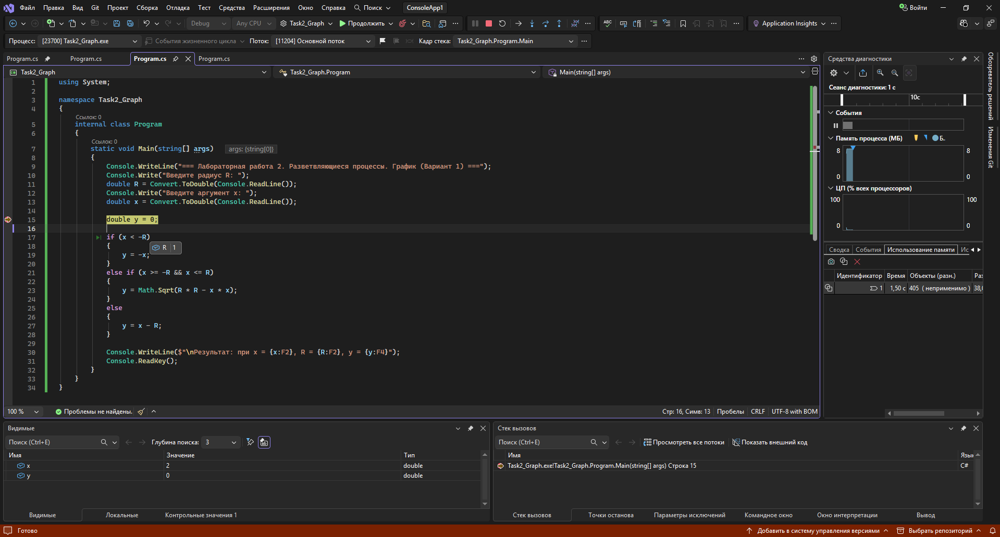 Файл Правка Вид Git Проект Сборка Отладка Тест Средства Расширения Окно Справка Поиск ConsoleApp1 Войти
Debug Any CPU Task2_Graph Продолжить Application Insights
Процесс: [23700] Task2_Graph.exe События жизненного цикла Поток: [11204] Основной поток Кадр стека: Task2_Graph.Program.Main
Program.cs Program.cs Program.cs Program.cs
Task2_Graph Task2_Graph.Program Main(string[] args)
1 using System;
2
3 namespace Task2_Graph
4 {
Ссылок: 0
5 internal class Program
6 {
Ссылок: 0
7 static void Main(string[] args) args: {string[0]}
8 {
9 Console.WriteLine("=== Лабораторная работа 2. Разветвляющиеся процессы. График (Вариант 1) ===");
10 Console.Write("Введите радиус R: ");
11 double R = Convert.ToDouble(Console.ReadLine());
12 Console.Write("Введите аргумент x: ");
13 double x = Convert.ToDouble(Console.ReadLine());
14
15 double y = 0;
16
17 if (x < -R)
18 {
R 1
19 y = -x;
20 }
21 else if (x >= -R && x <= R)
22 {
23 y = Math.Sqrt(R * R - x * x);
24 }
25 else
26 {
27 y = x - R;
28 }
29
30 Console.WriteLine($"\nРезультат: при x = {x:F2}, R = {R:F2}, y = {y:F4}");
31 Console.ReadKey();
32 }
33 }
34 }
100 % Проблемы не найдены. Стр: 16, Симв: 13 Пробелы CRLF UTF-8 with BOM
Средства диагностики
Сеанс диагностики: 1 с
10с
События
Память процесса (МБ) Б..
8 8
0 0
ЦП (% всех процессоров)
100 100
0 0
Сводка События Использование памяти Ис
Идентификатор Время Объекты (разн.) Раз
1 1,50 с 405 ( неприменимо ) 38,
Обозреватель решений
Изменения Git
Видимые
Поиск (Ctrl+E) Глубина поиска: 3
Имя Значение Тип
x 2 double
y 0 double
Видимые Локальные Контрольные значения 1
Стек вызовов
Поиск (Ctrl+E) Просмотреть все потоки Показать внешний код
Имя Язык
Task2_Graph.exe!Task2_Graph.Program.Main(string[] args) Строка 15 C#
Стек вызовов Точки останова Параметры исключений Командное окно Окно интерпретации Вывод
Готово Добавить в систему управления версиями Выбрать репозиторий